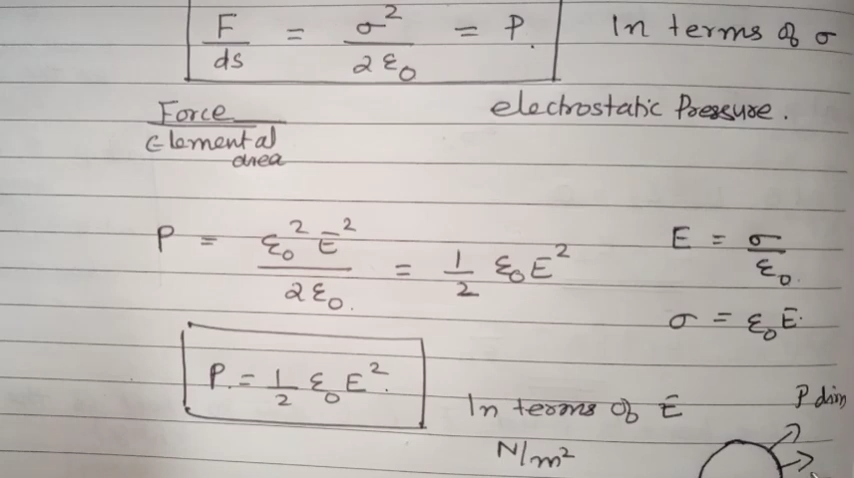 F/ds = σ²/2ε₀ = P. In terms of σ
Force/Elemental area electrostatic Pressure.
P = ε₀²E²/2ε₀. = 1/2 ε₀E² E = σ/ε₀.
σ = ε₀E.
P. = 1/2 ε₀E².
In terms of E P dirn
N/m²